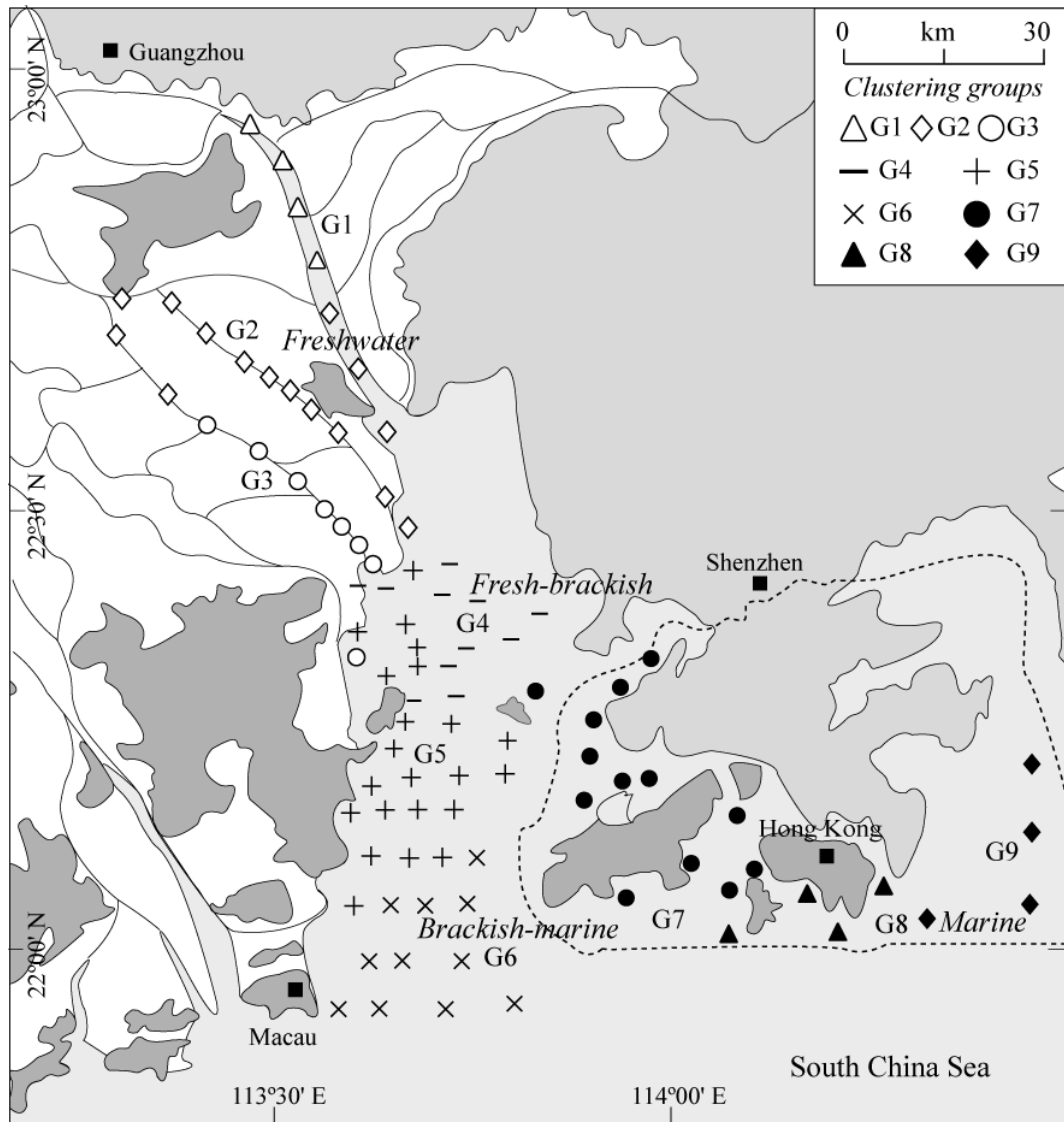 Guangzhou
0 km 30
Clustering groups
G1 G2 G3
G4 G5
G6 G7
G8 G9
23°00' N
G1
G2
Freshwater
G3
22°30' N
Shenzhen
Fresh-brackish
G4
G5
Hong Kong
G9
G7
G8
Marine
Brackish-marine
G6
22°00' N
Macau
South China Sea
113°30' E
114°00' E